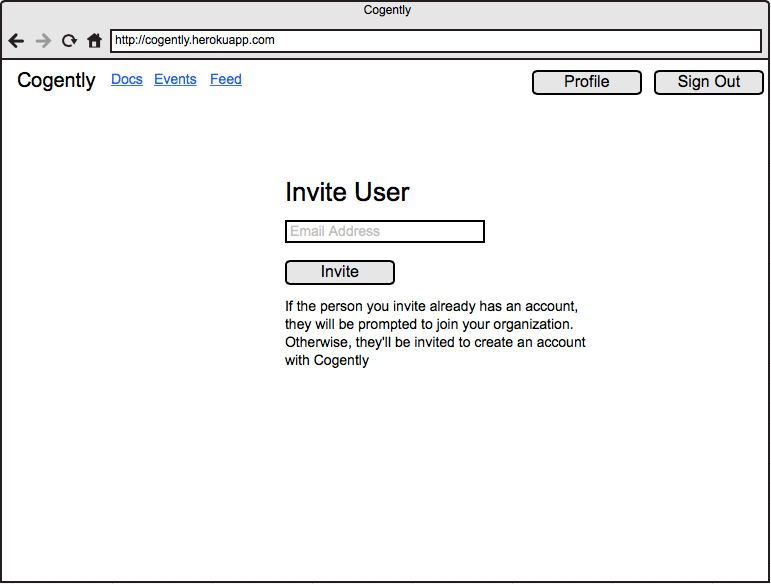 Cogently
http://cogently.herokuapp.com
Cogently Docs Events Feed Profile Sign Out
Invite User
Email Address
Invite
If the person you invite already has an account,
they will be prompted to join your organization.
Otherwise, they'll be invited to create an account
with Cogently